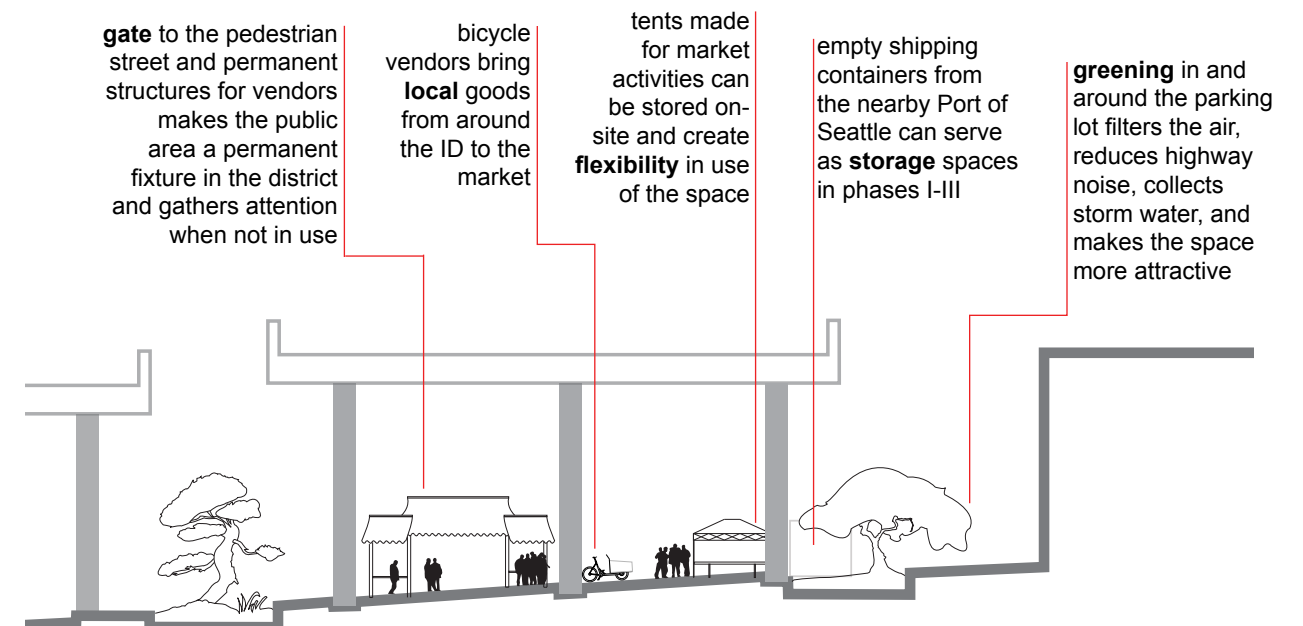 gate to the pedestrian
street and permanent
structures for vendors
makes the public
area a permanent
fixture in the district
and gathers attention
when not in use
bicycle
vendors bring
local goods
from around
the ID to the
market
tents made
for market
activities can
be stored on-
site and create
flexibility in use
of the space
empty shipping
containers from
the nearby Port of
Seattle can serve
as storage spaces
in phases I-III
greening in and
around the parking
lot filters the air,
reduces highway
noise, collects
storm water, and
makes the space
more attractive